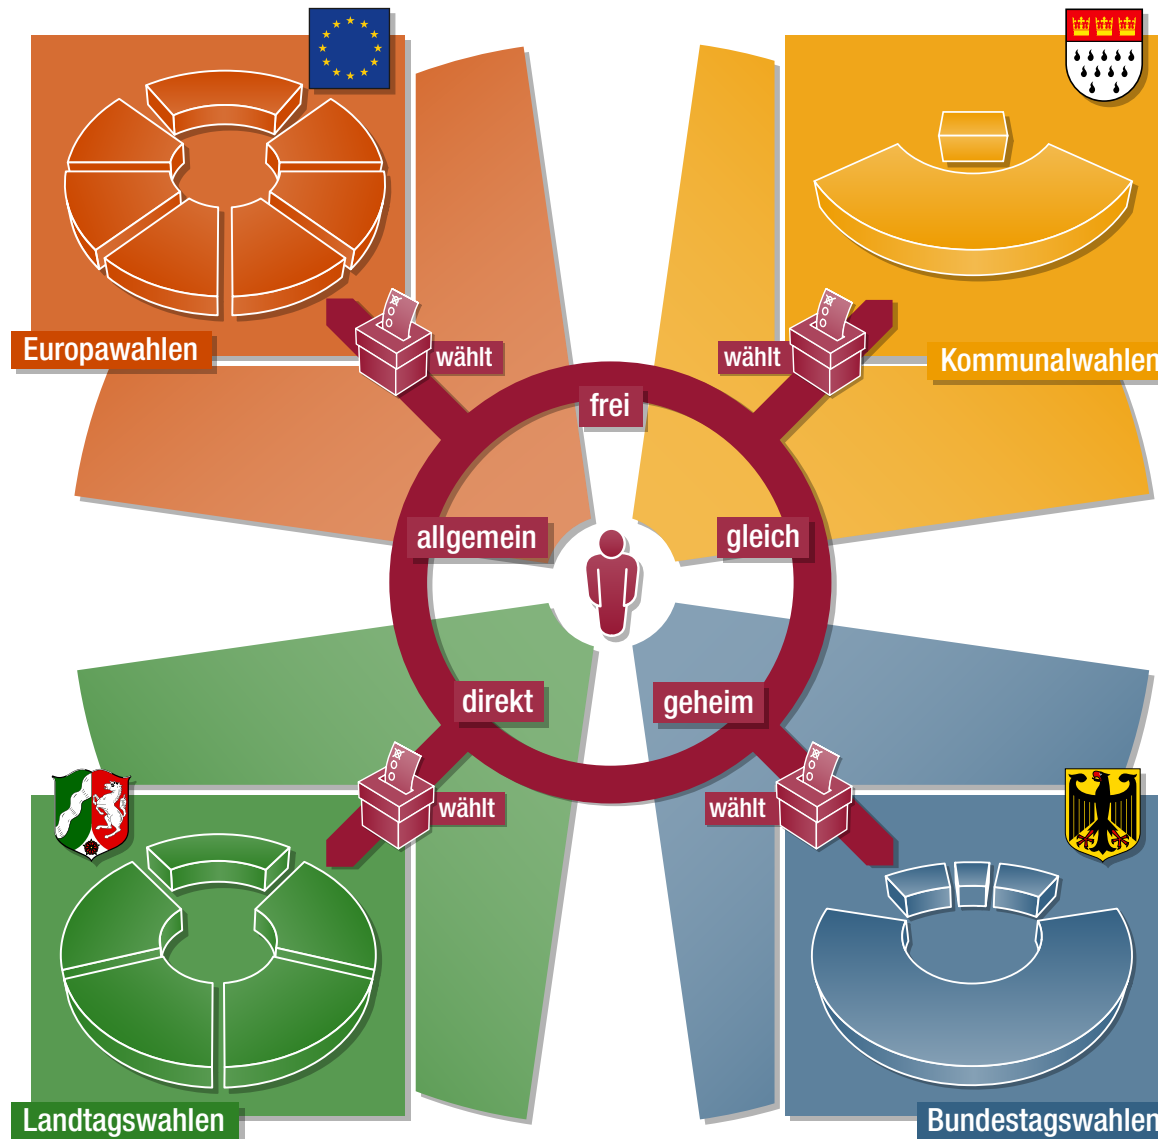 Europawahlen
wählt
wählt
Kommunalwahlen
frei
allgemein
gleich
direkt
geheim
wählt
wählt
Landtagswahlen
Bundestagswahlen